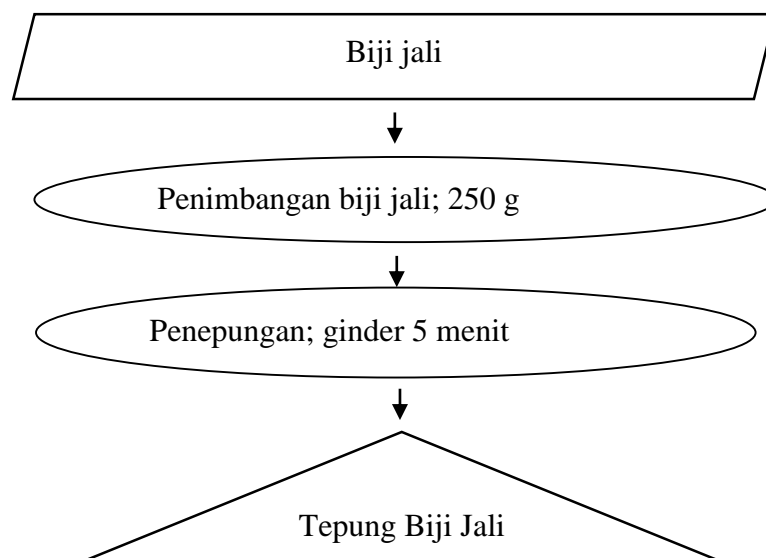 Biji jali
Penimbangan biji jali; 250 g
Penepungan; ginder 5 menit
Tepung Biji Jali